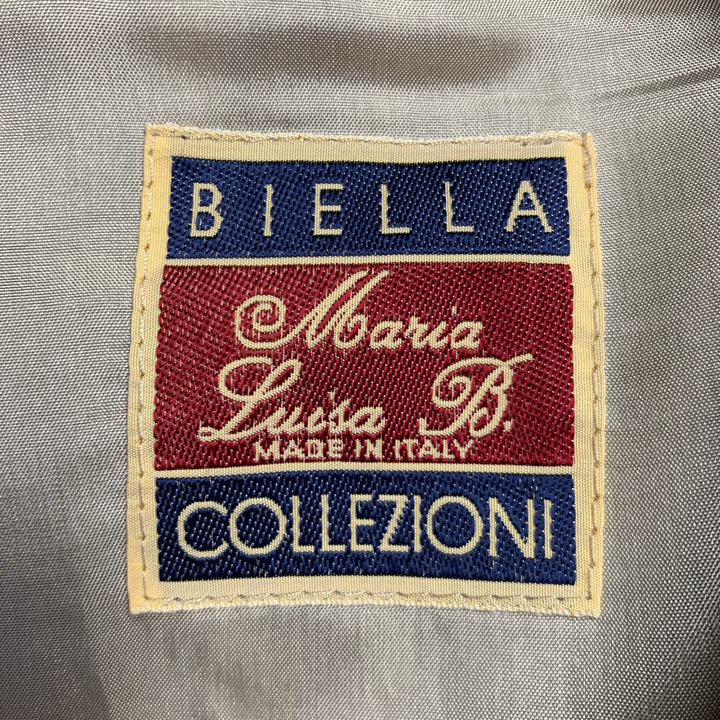 BIELLA
Maria
Luisa B.
MADE IN ITALY
COLLEZIONI